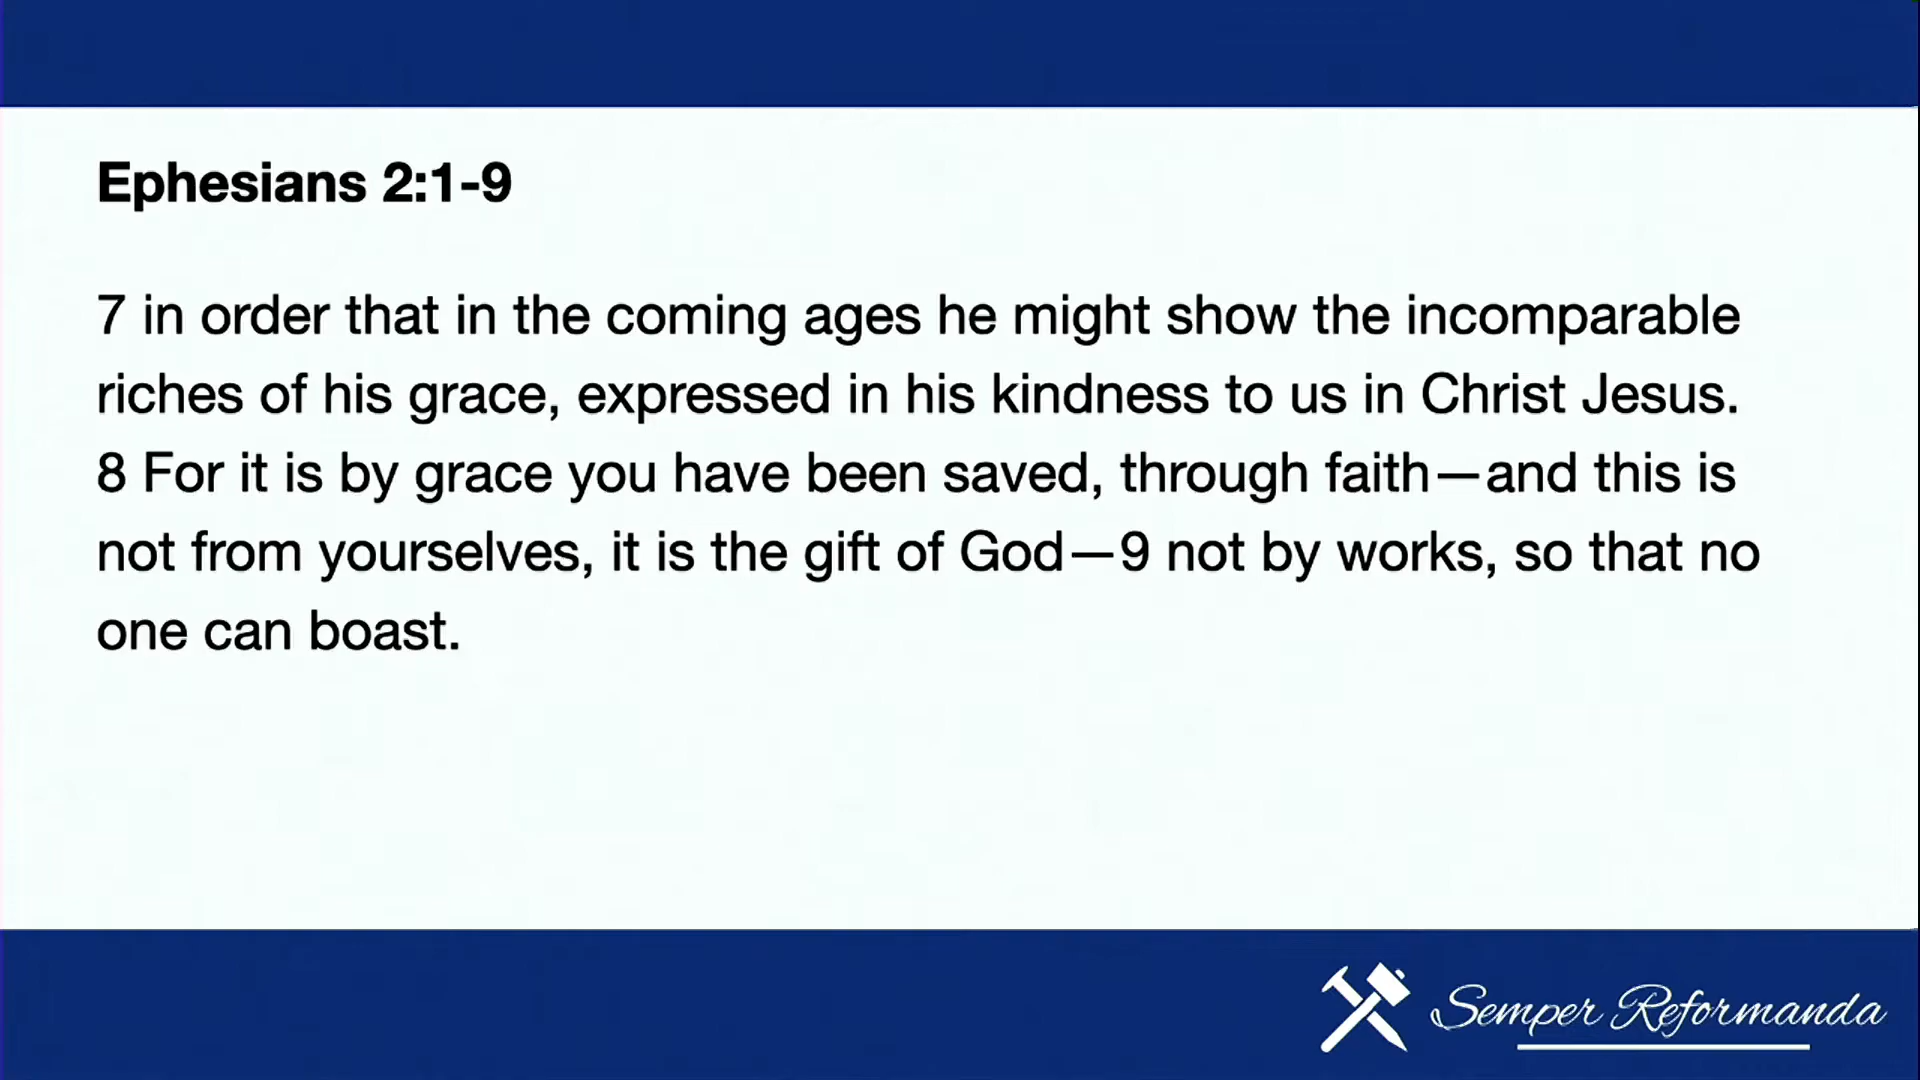 Ephesians 2:1-9
7 in order that in the coming ages he might show the incomparable
riches of his grace, expressed in his kindness to us in Christ Jesus.
8 For it is by grace you have been saved, through faith—and this is
not from yourselves, it is the gift of God—9 not by works, so that no
one can boast.
Semper Reformanda